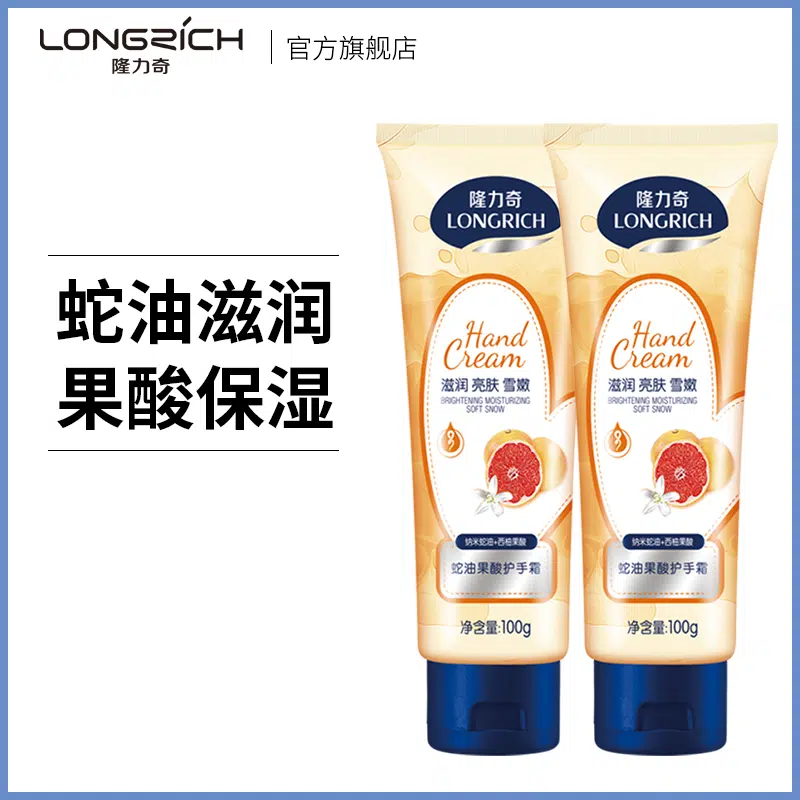 LONGRICH
隆力奇
官方旗舰店
蛇油滋润
果酸保湿
隆力奇
LONGRICH
Hand
Cream
滋润 亮肤 雪嫩
BRIGHTENING MOISTURIZING
SOFT SNOW
纳米蛇油+西柚果酸
蛇油果酸护手霜
净含量:100g
隆力奇
LONGRICH
Hand
Cream
滋润 亮肤 雪嫩
BRIGHTENING MOISTURIZING
SOFT SNOW
纳米蛇油+西柚果酸
蛇油果酸护手霜
净含量:100g